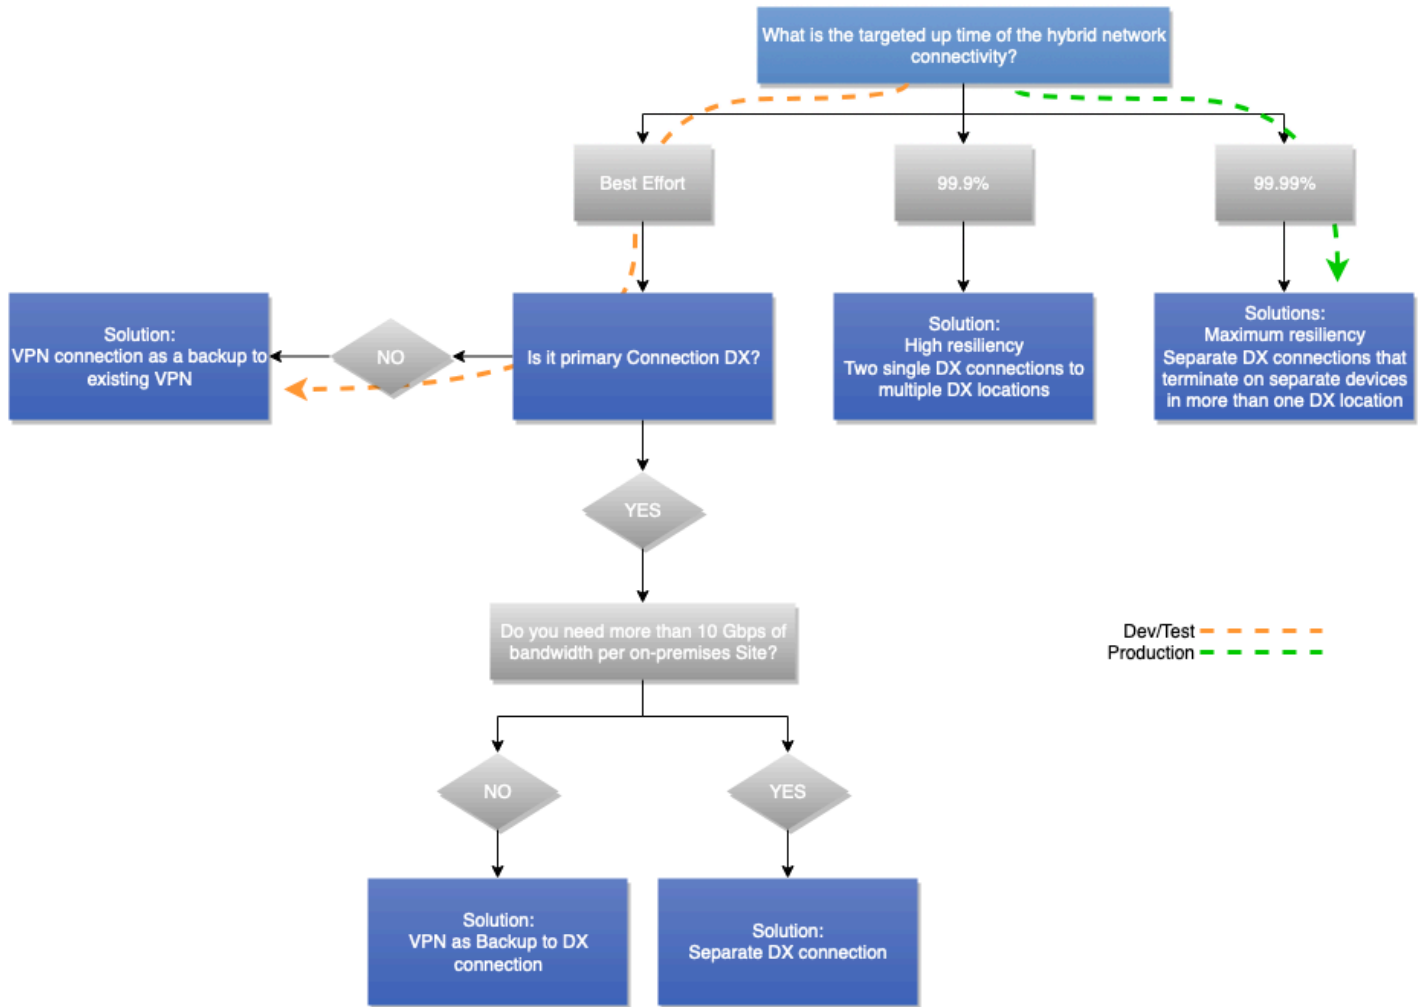 What is the targeted up time of the hybrid network
connectivity?
Best Effort
99.9%
99.99%
Solution:
VPN connection as a backup to
existing VPN
NO
Is it primary Connection DX?
Solution:
High resiliency
Two single DX connections to
multiple DX locations
Solutions:
Maximum resiliency
Separate DX connections that
terminate on separate devices
in more than one DX location
YES
Do you need more than 10 Gbps of
bandwidth per on-premises Site?
Dev/Test
Production
NO
YES
Solution:
VPN as Backup to DX
connection
Solution:
Separate DX connection